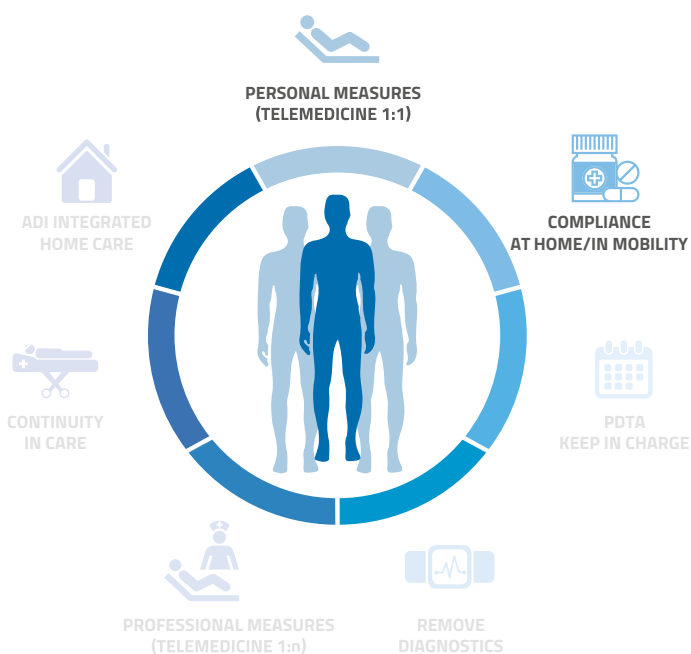 PERSONAL MEASURES
(TELEMEDICINE 1:1)
COMPLIANCE
AT HOME/IN MOBILITY
PDTA
KEEP IN CHARGE
REMOVE
DIAGNOSTICS
PROFESSIONAL MEASURES
(TELEMEDICINE 1:n)
CONTINUITY
IN CARE
ADI INTEGRATED
HOME CARE